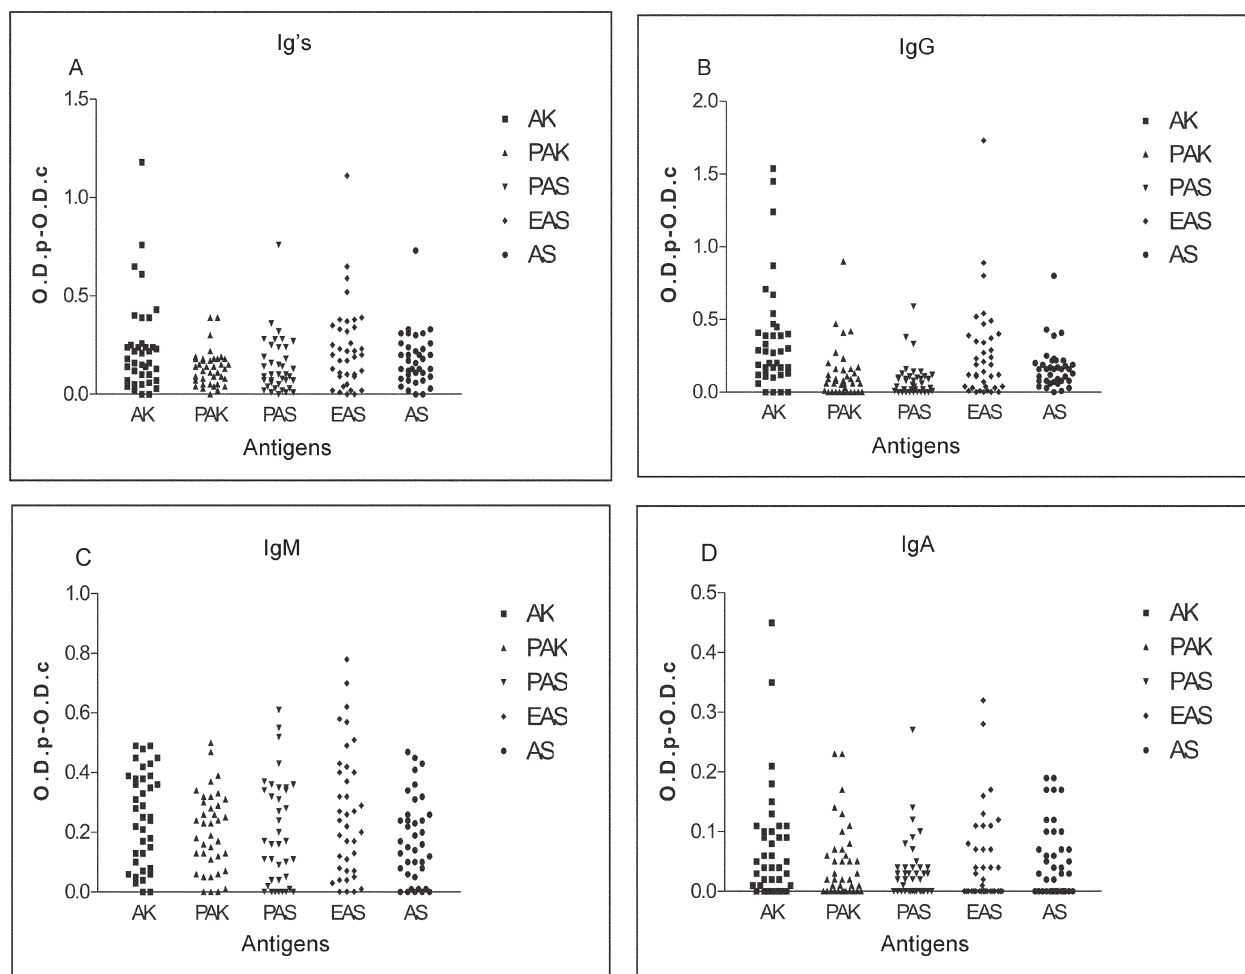 Ig's
A
1.5
1.0
0.5
0.0
O.D.p-O.D.c
AK
PAK
PAS
EAS
AS
AK PAK PAS EAS AS
Antigens
IgG
B
2.0
1.5
1.0
0.5
0.0
O.D.p-O.D.c
AK
PAK
PAS
EAS
AS
AK PAK PAS EAS AS
Antigens
IgM
C
1.0
0.8
0.6
0.4
0.2
0.0
O.D.p-O.D.c
AK
PAK
PAS
EAS
AS
AK PAK PAS EAS AS
Antigens
IgA
D
0.5
0.4
0.3
0.2
0.1
0.0
O.D.p-O.D.c
AK
PAK
PAS
EAS
AS
AK PAK PAS EAS AS
Antigens